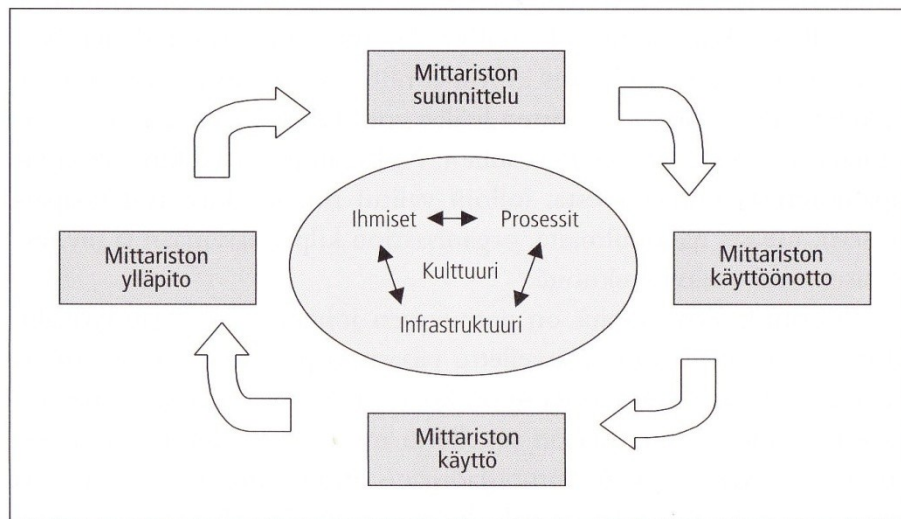 Mittariston
suunnittelu
Ihmiset
Prosessit
Mittariston
ylläpito
Kulttuuri
Mittariston
käyttöönotto
Infrastruktuuri
Mittariston
käyttö